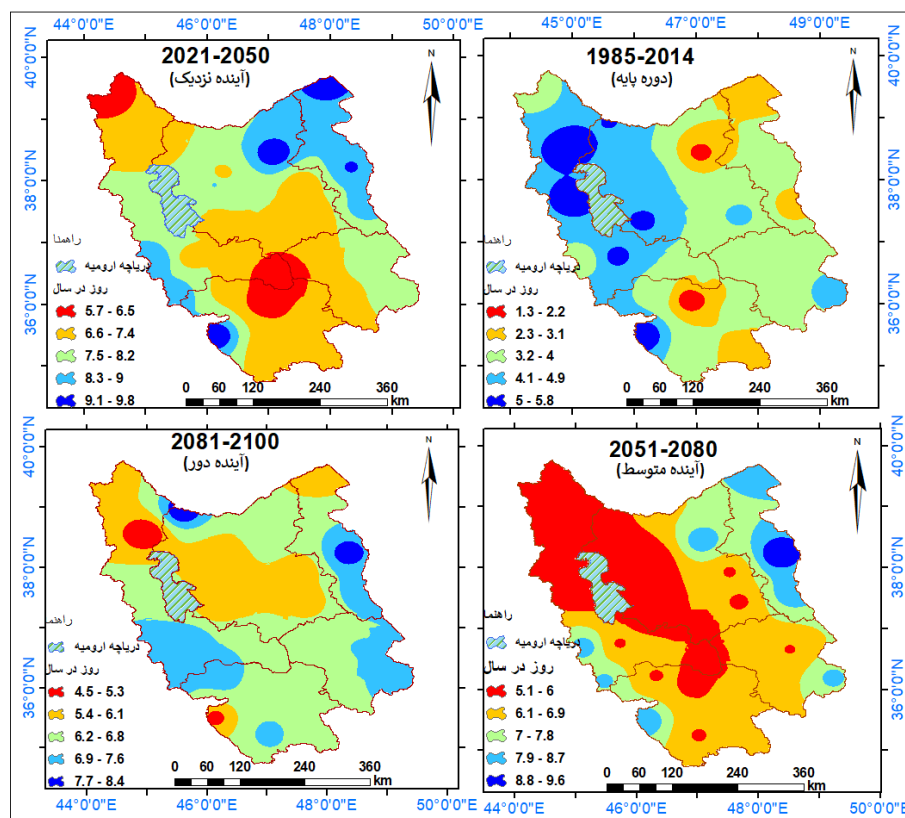 44°0'0"E 46°0'0"E 48°0'0"E 50°0'0"E
45°0'0"E 47°0'0"E 49°0'0"E
2021-2050
(آینده نزدیک)
N
40°0'0"N
38°0'0"N
36°0'0"N
راهنما
دریاچه ارومیه
روز در سال
5.7 - 6.5
6.6 - 7.4
7.5 - 8.2
8.3 - 9
9.1 - 9.8
0 60 120 240 360
km
1985-2014
(دوره پایه)
N
40°0'0"N
38°0'0"N
36°0'0"N
راهنما
دریاچه ارومیه
روز در سال
1.3 - 2.2
2.3 - 3.1
3.2 - 4
4.1 - 4.9
5 - 5.8
0 60 120 240 360
km
2081-2100
(آینده دور)
N
40°0'0"N
38°0'0"N
36°0'0"N
راهنما
دریاچه ارومیه
روز در سال
4.5 - 5.3
5.4 - 6.1
6.2 - 6.8
6.9 - 7.6
7.7 - 8.4
0 60 120 240 360
km
2051-2080
(آینده متوسط)
N
40°0'0"N
38°0'0"N
36°0'0"N
راهنما
دریاچه ارومیه
روز در سال
5.1 - 6
6.1 - 6.9
7 - 7.8
7.9 - 8.7
8.8 - 9.6
0 60 120 240 360
km
44°0'0"E 46°0'0"E 48°0'0"E 50°0'0"E
44°0'0"E 46°0'0"E 48°0'0"E 50°0'0"E